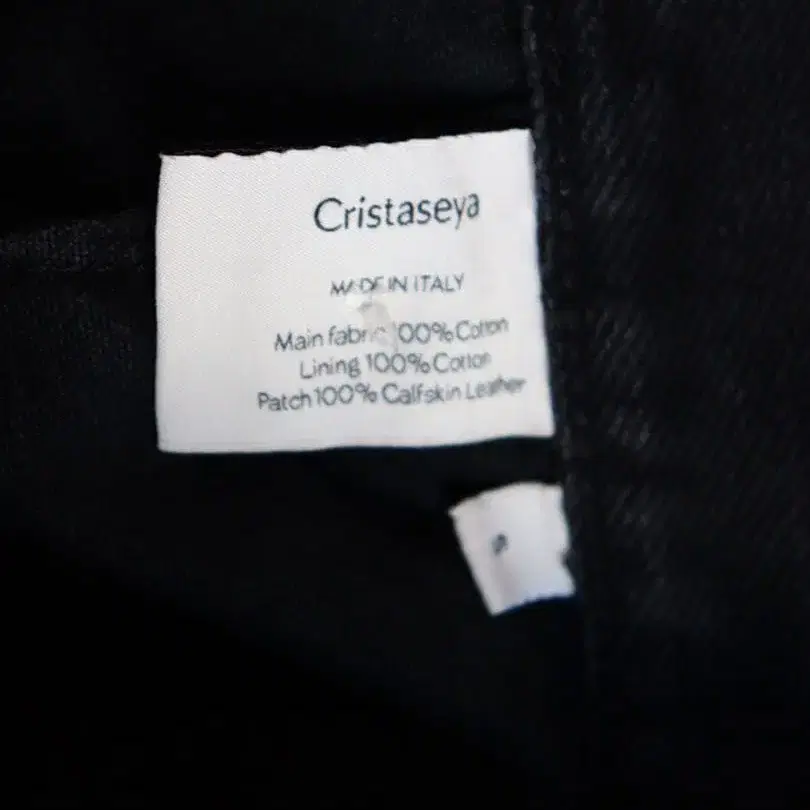 Cristaseya
MADE IN ITALY
Main fabric 100% Cotton
Lining 100% Cotton
Patch 100% Calfskin Leather
S